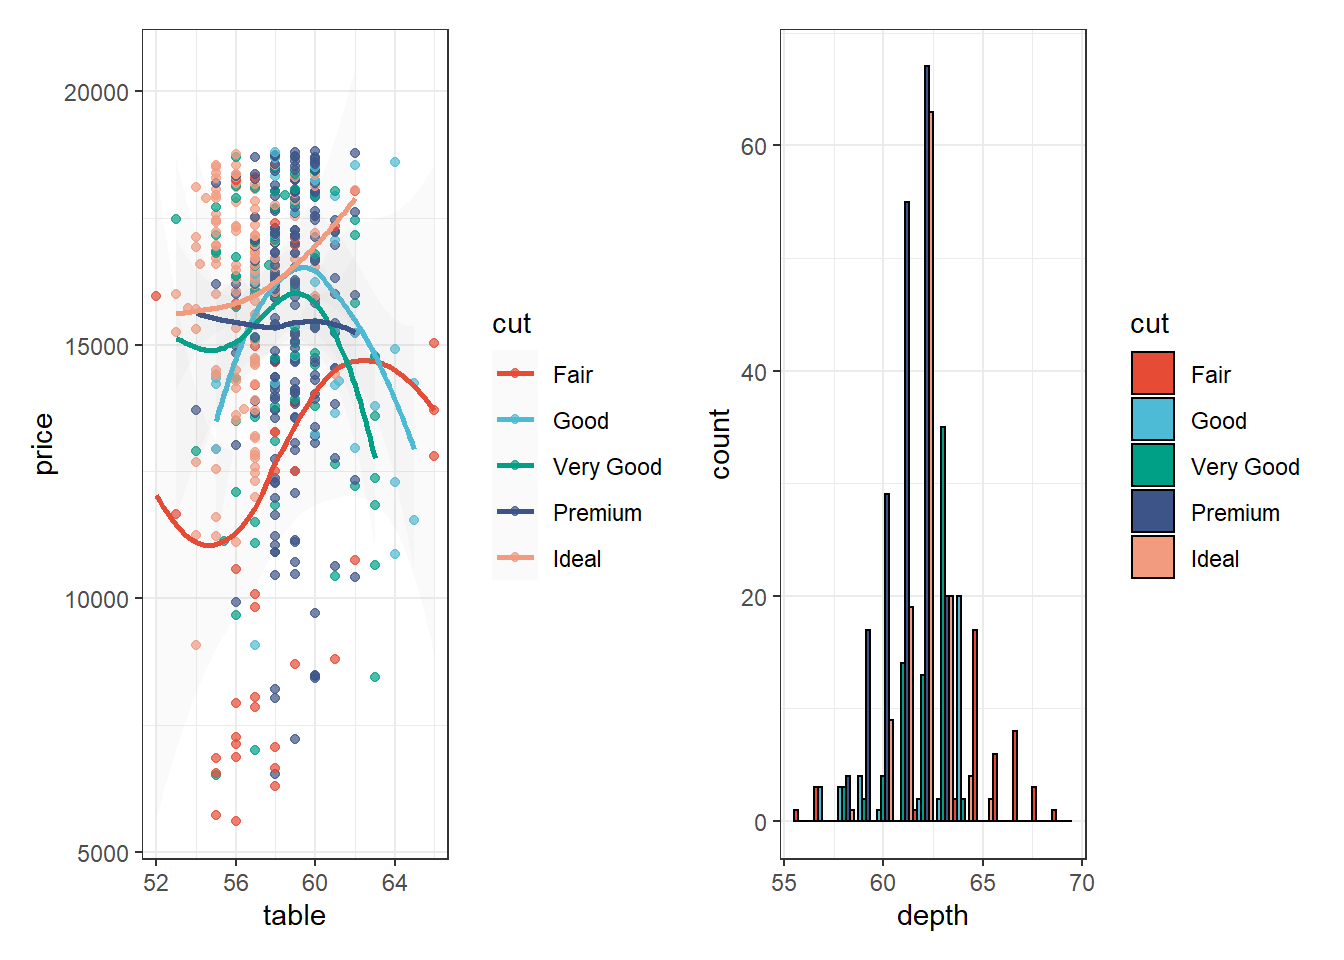 20000
15000
10000
5000
price
52 56 60 64
table
cut
Fair
Good
Very Good
Premium
Ideal
60
40
20
0
count
55 60 65 70
depth
cut
Fair
Good
Very Good
Premium
Ideal